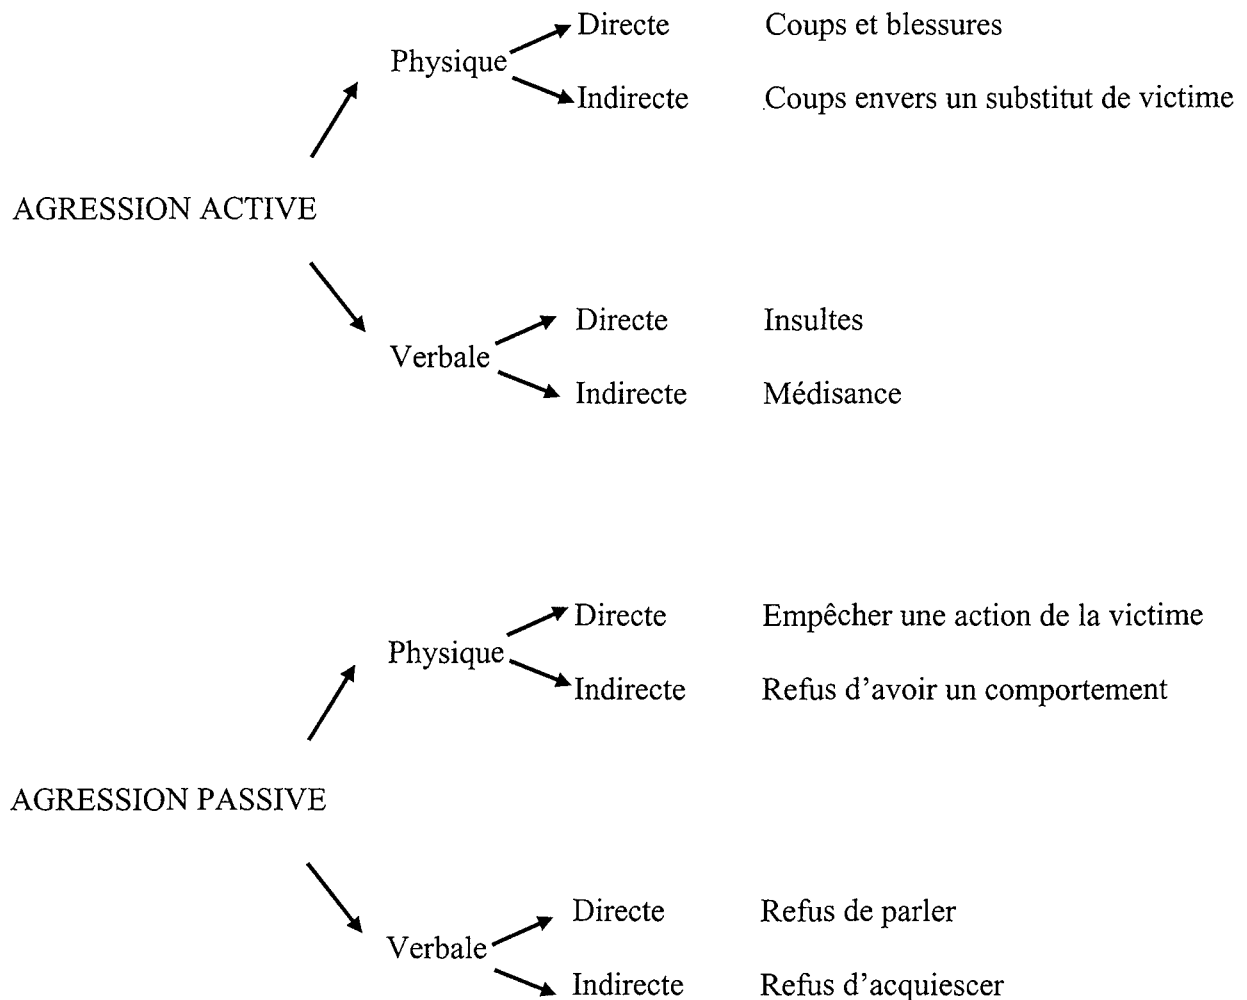 Directe Coups et blessures
Physique
Indirecte Coups envers un substitut de victime
AGRESSION ACTIVE
Directe Insultes
Verbale
Indirecte Médisance
Directe Empêcher une action de la victime
Physique
Indirecte Refus d'avoir un comportement
AGRESSION PASSIVE
Directe Refus de parler
Verbale
Indirecte Refus d'acquiescer